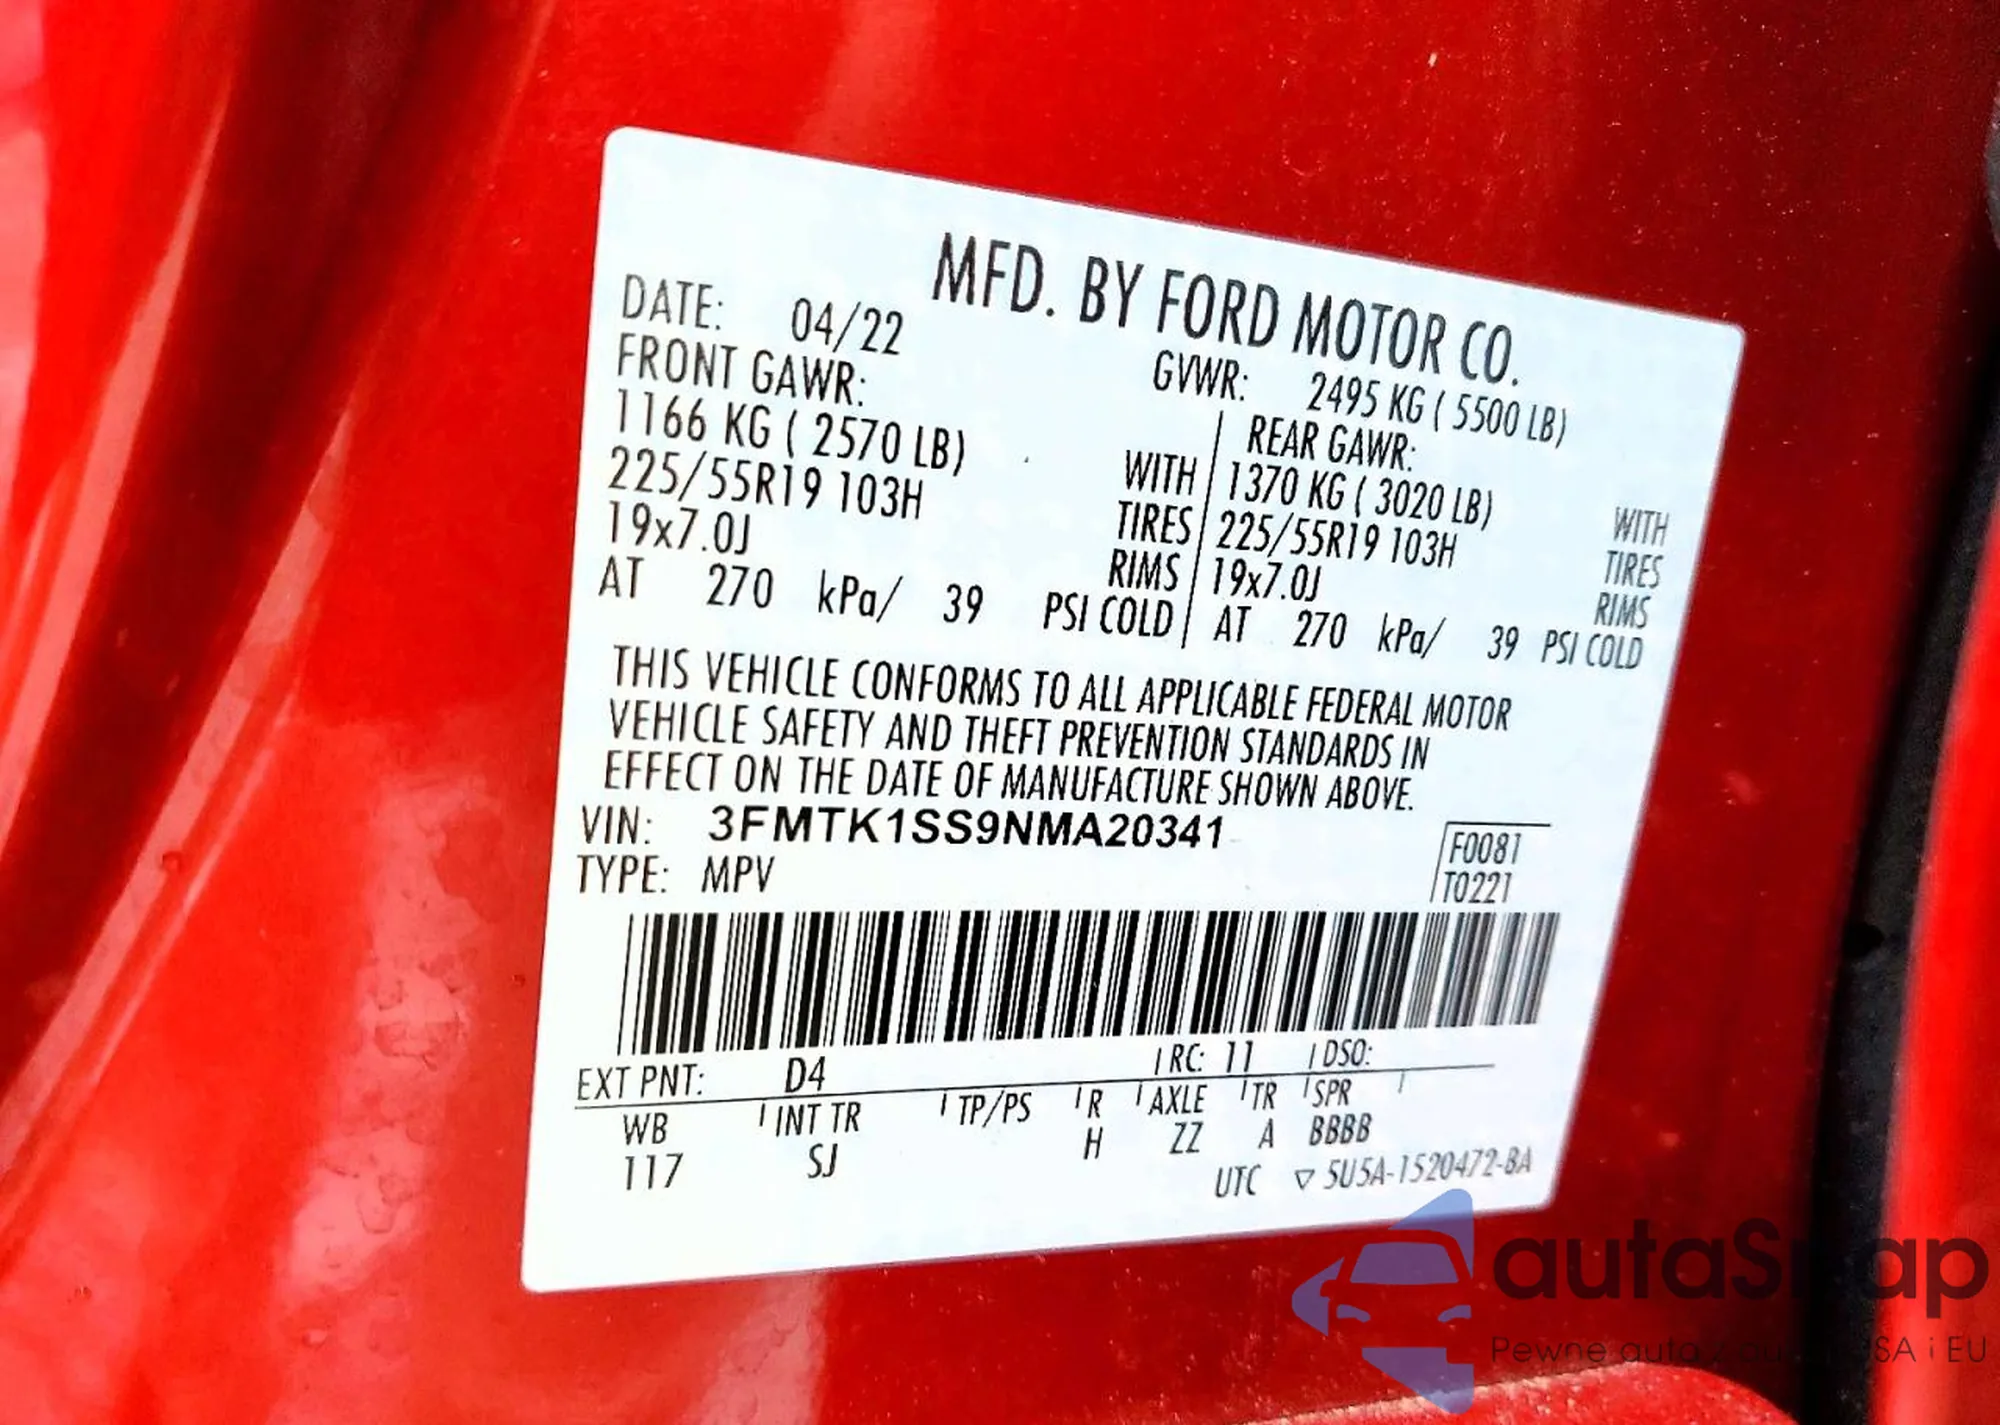 MFD. BY FORD MOTOR CO.
DATE: 04/22
GVWR: 2495 KG ( 5500 LB)
FRONT GAWR:
1166 KG ( 2570 LB) WITH
225/55R19 103H TIRES
19x7.0J RIMS
AT 270 kPa/ 39 PSI COLD
REAR GAWR:
1370 KG ( 3020 LB) WITH
225/55R19 103H TIRES
19x7.0J RIMS
AT 270 kPa/ 39 PSI COLD
THIS VEHICLE CONFORMS TO ALL APPLICABLE FEDERAL MOTOR
VEHICLE SAFETY AND THEFT PREVENTION STANDARDS IN
EFFECT ON THE DATE OF MANUFACTURE SHOWN ABOVE.
VIN: 3FMTK1SS9NMA20341
TYPE: MPV
F0081
T0221
EXT PNT: D4 RC: 11 DSO:
WB INT TR TP/PS R AXLE TR SPR
117 SJ H ZZ A BBBB
UTC ▽ 5U5A-1520472-BA
autaSnap
Pewne auta z USA i EU